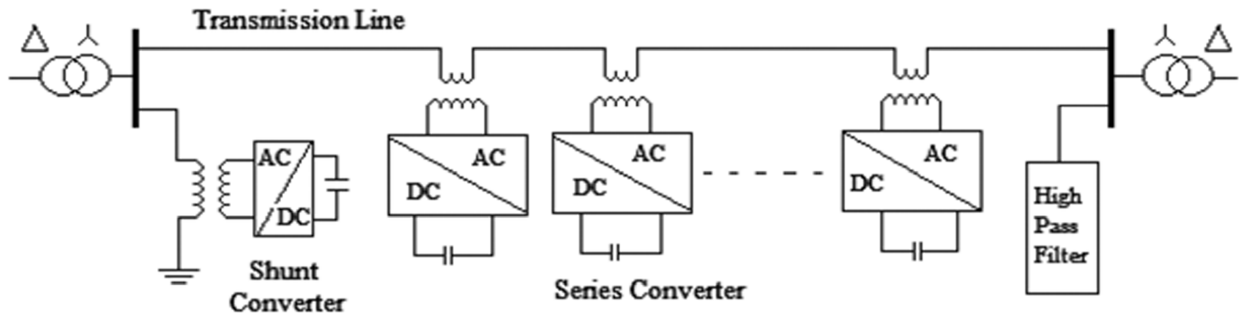 Transmission Line
AC
DC
Shunt
Converter
AC
DC
AC
DC
Series Converter
AC
DC
High
Pass
Filter